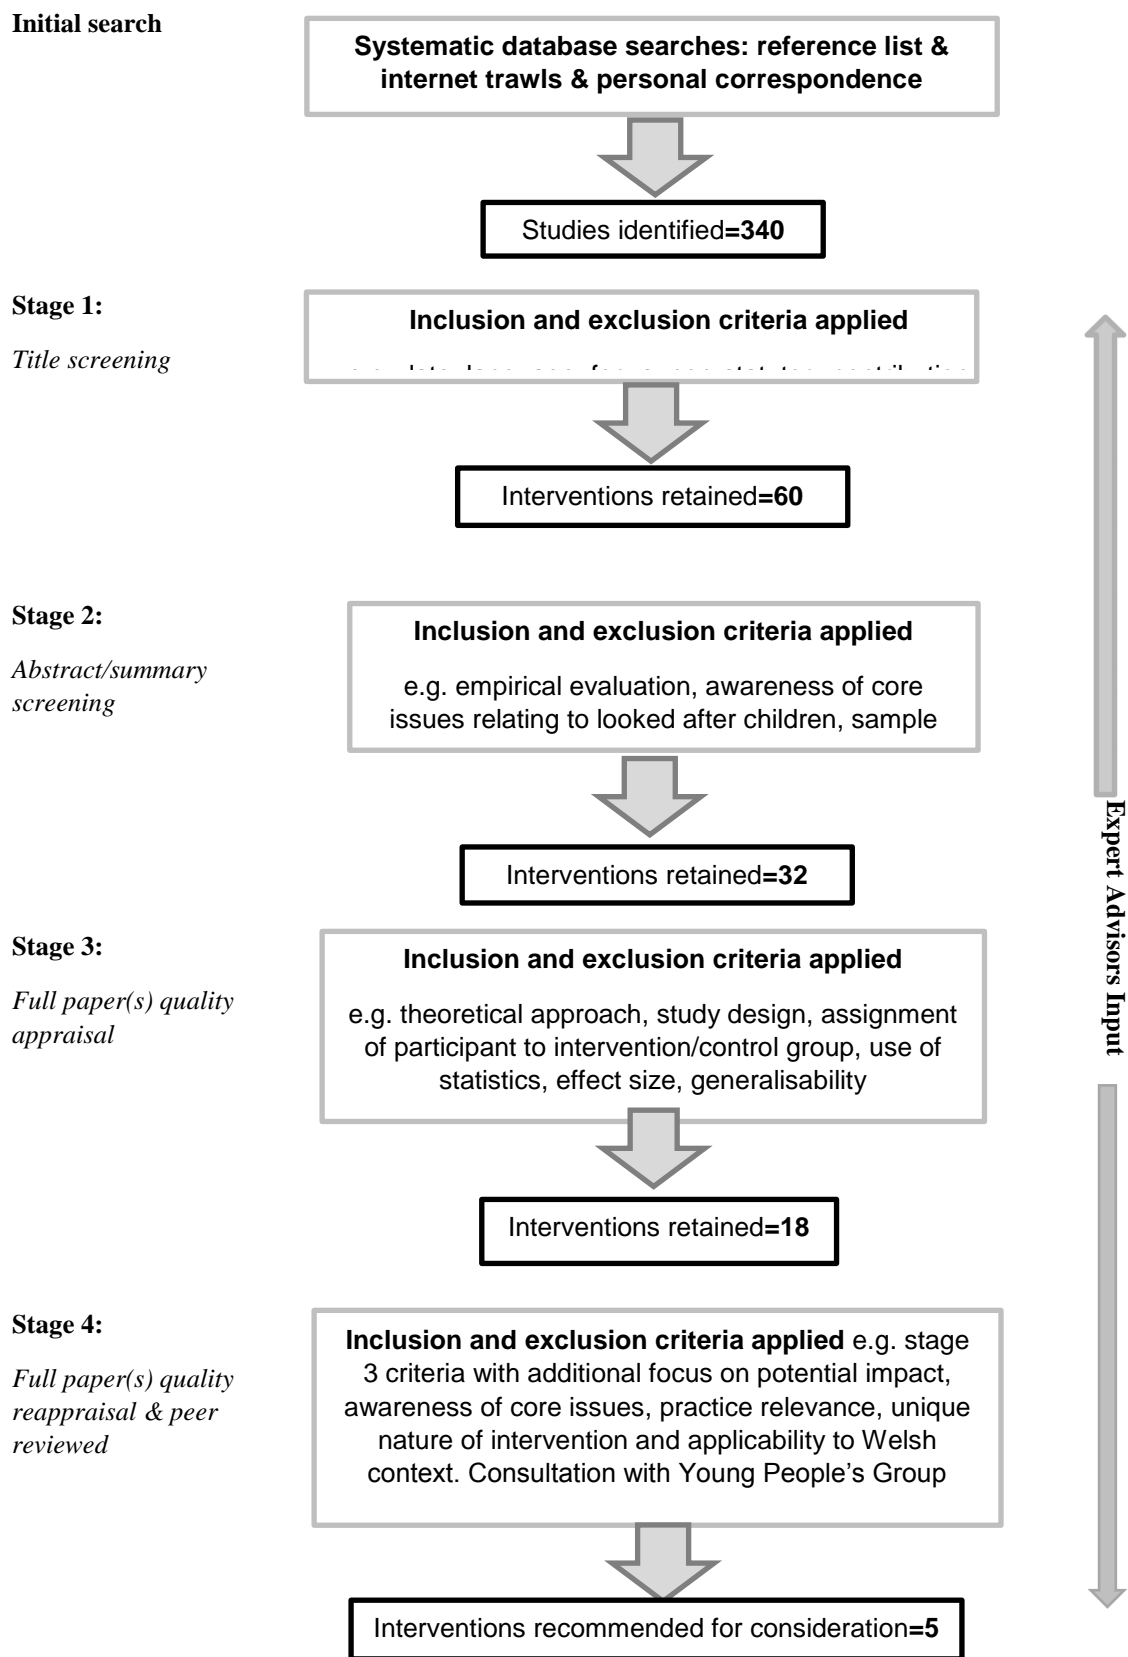 Initial search
Systematic database searches: reference list &
internet trawls & personal correspondence
Studies identified=340
Stage 1:
Title screening
Inclusion and exclusion criteria applied
Interventions retained=60
Stage 2:
Abstract/summary
screening
Inclusion and exclusion criteria applied
e.g. empirical evaluation, awareness of core
issues relating to looked after children, sample
Interventions retained=32
Stage 3:
Full paper(s) quality
appraisal
Inclusion and exclusion criteria applied
e.g. theoretical approach, study design, assignment
of participant to intervention/control group, use of
statistics, effect size, generalisability
Interventions retained=18
Stage 4:
Full paper(s) quality
reappraisal & peer
reviewed
Inclusion and exclusion criteria applied e.g. stage
3 criteria with additional focus on potential impact,
awareness of core issues, practice relevance, unique
nature of intervention and applicability to Welsh
context. Consultation with Young People’s Group
Interventions recommended for consideration=5
Expert Advisors Input